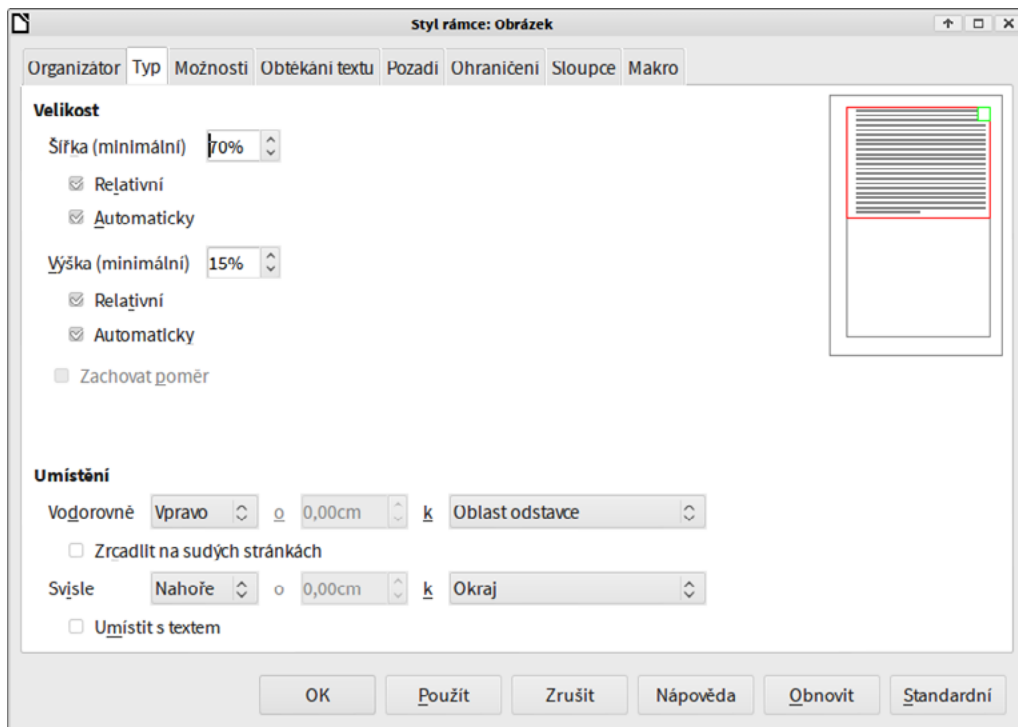 Styl rámce: Obrázek
Organizátor Typ Možnosti Obtékání textu Pozadí Ohraničení Sloupce Makro
Velikost
Šířka (minimální) 70%
Relativní
Automaticky
Výška (minimální) 15%
Relativní
Automaticky
Zachovat poměr
Umístění
Vodorovně Vpravo o 0,00cm k Oblast odstavce
Zrcadlit na sudých stránkách
Svisle Nahoře o 0,00cm k Okraj
Umístit s textem
OK Použít Zrušit Nápověda Obnovit Standardní